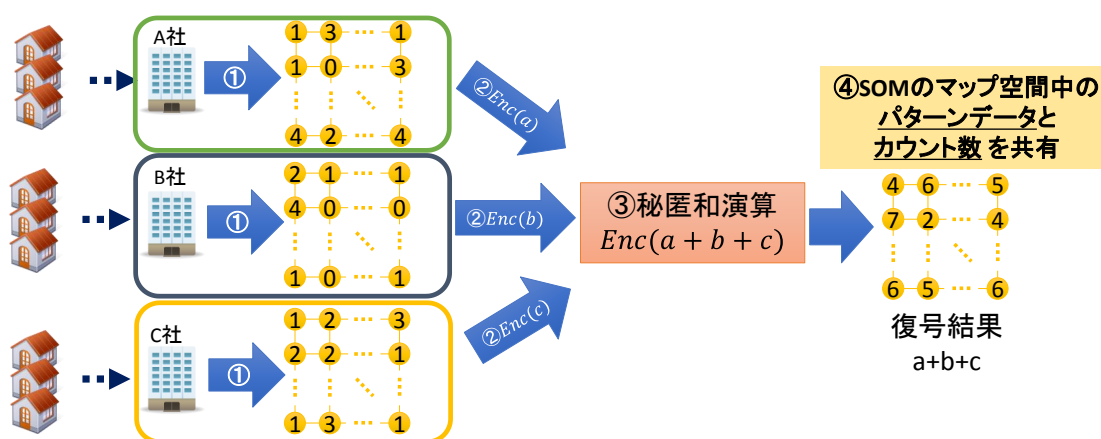 A社
①
1 3 … 1
1 0 … 3
4 2 … 4
②Enc(a)
B社
①
2 1 … 1
4 0 … 0
1 0 … 1
②Enc(b)
C社
①
1 2 … 3
2 2 … 1
1 3 … 1
②Enc(c)
③秘匿和演算
Enc(a + b + c)
④SOMのマップ空間中の
パターンデータと
カウント数 を共有
4 6 … 5
7 2 … 4
6 5 … 6
復号結果
a+b+c